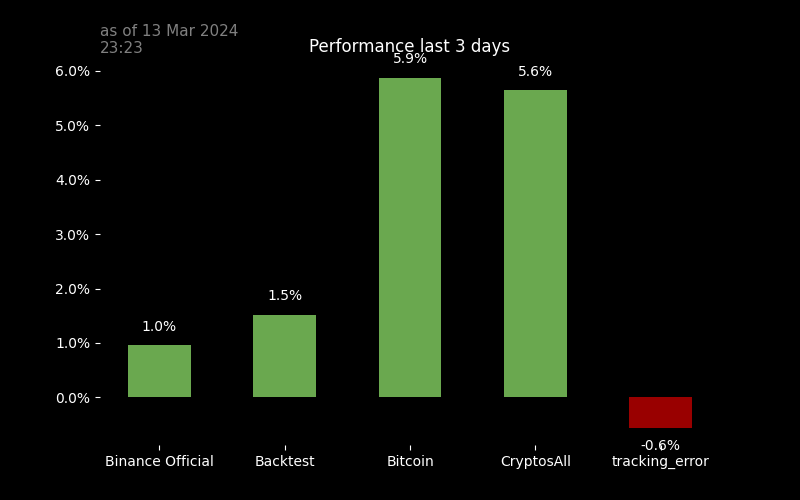 as of 13 Mar 2024
23:23
Performance last 3 days
6.0%
5.0%
4.0%
3.0%
2.0%
1.0%
0.0%
1.0%
1.5%
5.9%
5.6%
-0.6%
Binance Official
Backtest
Bitcoin
CryptosAll
tracking_error